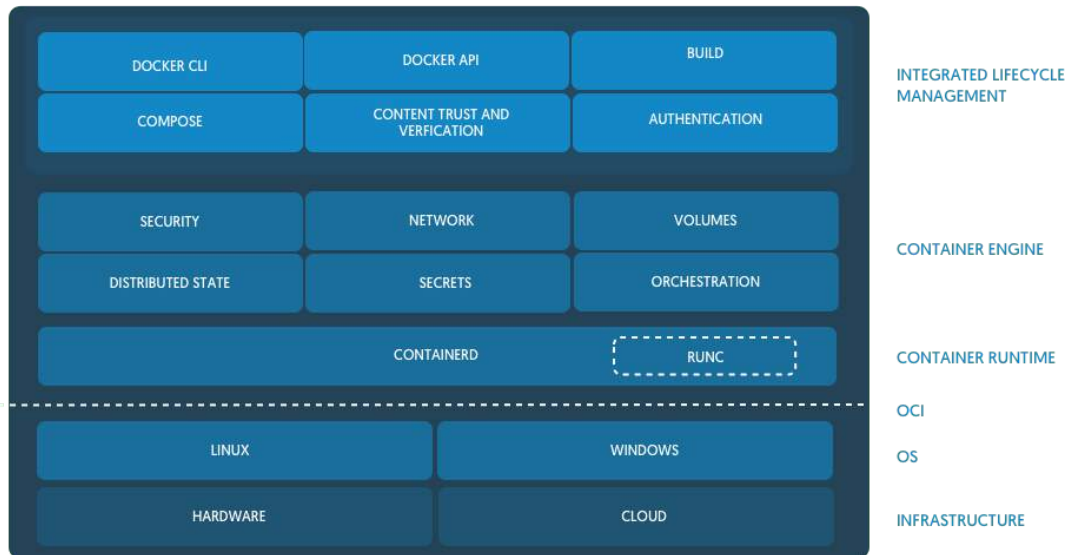 DOCKER CLI
DOCKER API
BUILD
INTEGRATED LIFECYCLE
MANAGEMENT
COMPOSE
CONTENT TRUST AND
VERFICATION
AUTHENTICATION
SECURITY
NETWORK
VOLUMES
CONTAINER ENGINE
DISTRIBUTED STATE
SECRETS
ORCHESTRATION
CONTAINERD
RUNC
CONTAINER RUNTIME
OCI
LINUX
WINDOWS
OS
HARDWARE
CLOUD
INFRASTRUCTURE